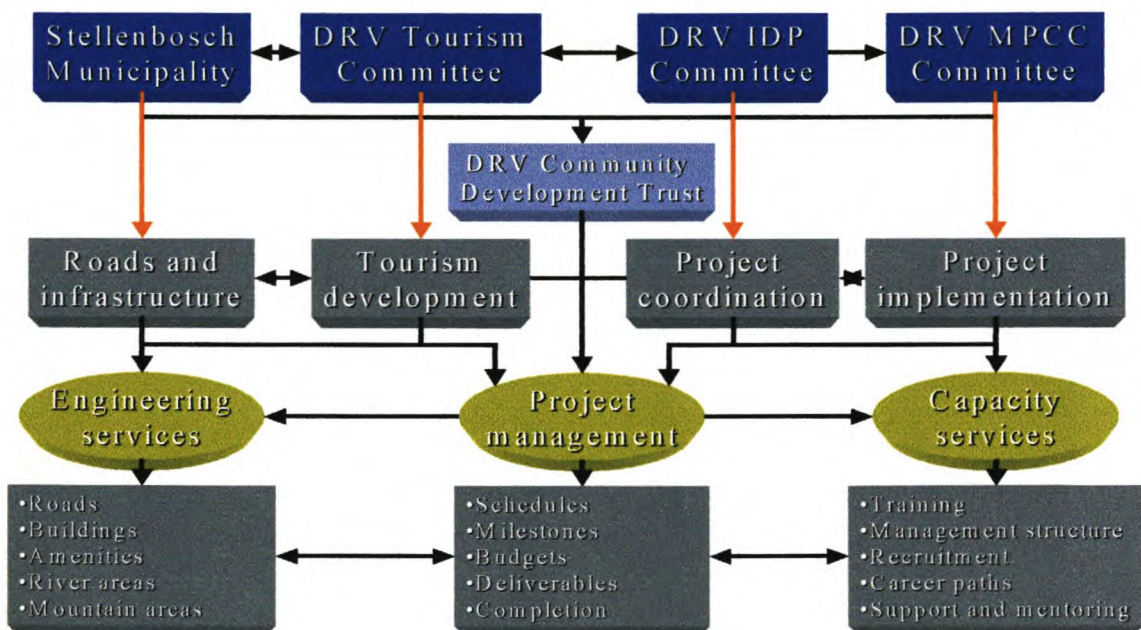 Stellenbosch
Municipality
DRV Tourism
Committee
DRV IDP
Committee
DRV MPCC
Committee
DRV Community
Development Trust
Roads and
infrastructure
Tourism
development
Project
coordination
Project
implementation
Engineering
services
Project
management
Capacity
services
•Roads
•Buildings
•Amenities
•River areas
•Mountain areas
•Schedules
•Milestones
•Budgets
•Deliverables
•Completion
•Training
•Management structure
•Recruitment
•Career paths
•Support and mentoring